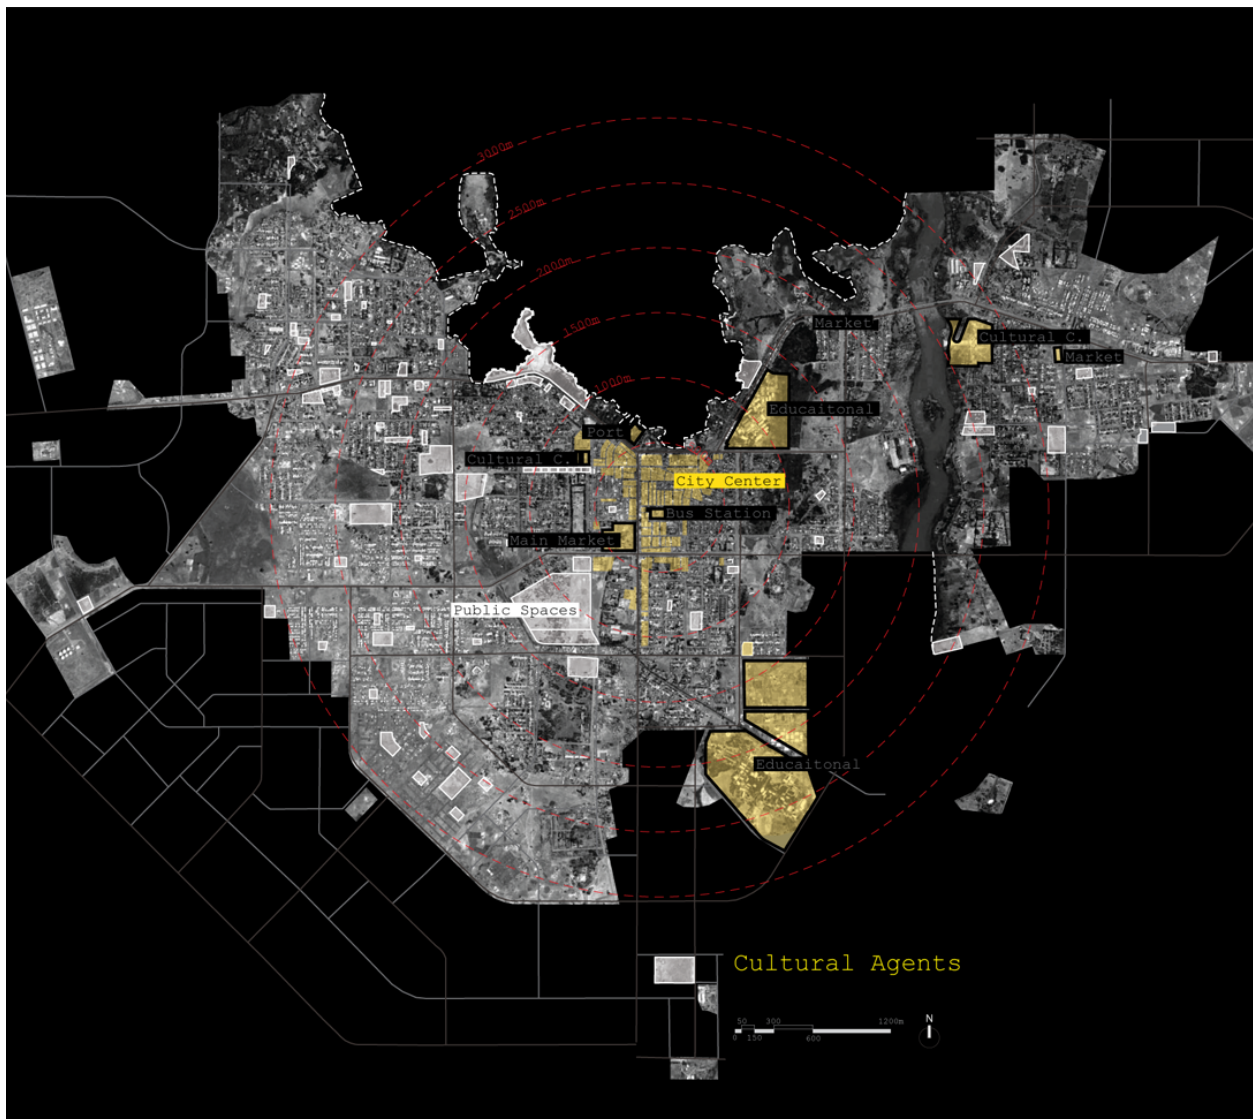 3000m
2500m
2000m
1500m
1000m
Market
Cultural C.
Market
Educaitonal
Port
Cultural C.
City Center
Bus Station
Main Market
Public Spaces
Educaitonal
Cultural Agents
N
50 300 1200m
0 150 600